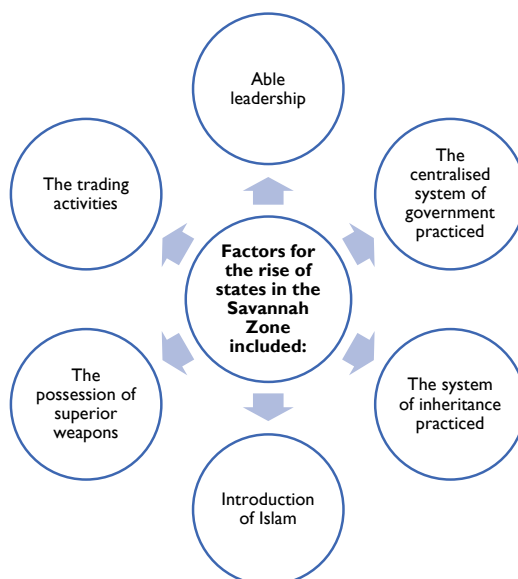 Able
leadership
The
centralised
system of
government
practiced
The system
of inheritance
practiced
Introduction
of Islam
The
possession of
superior
weapons
The trading
activities
Factors for
the rise of
states in the
Savannah
Zone
included: